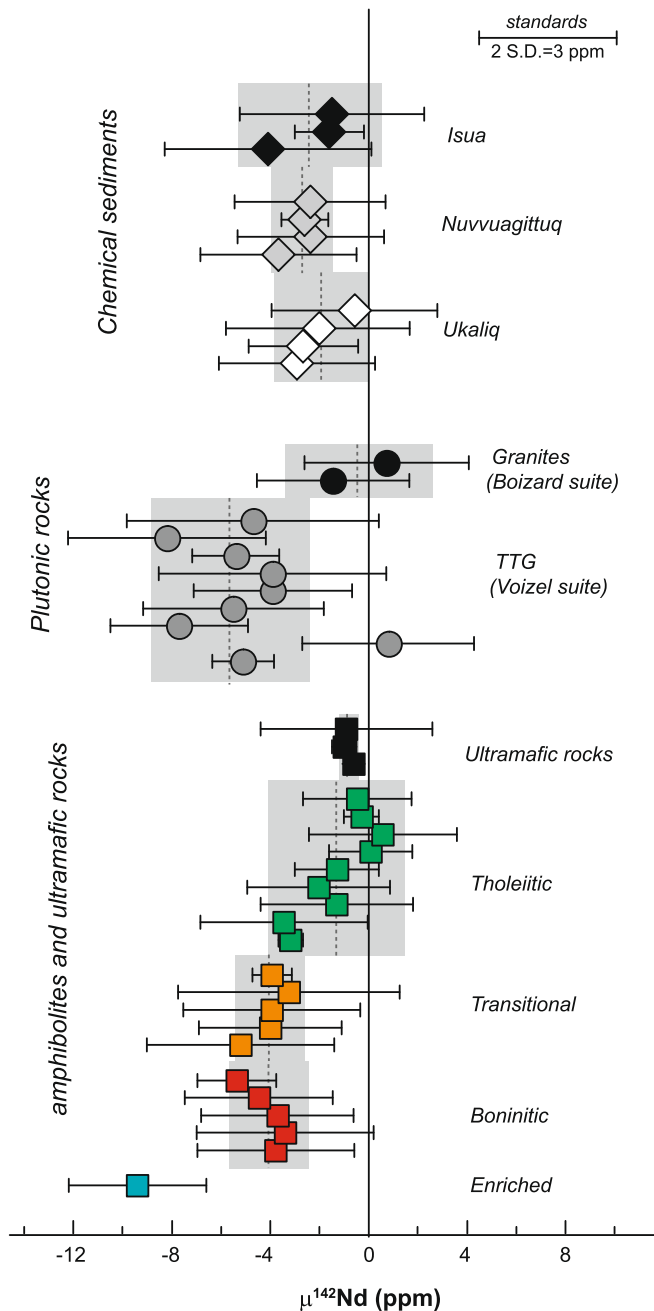 standards
2 S.D.=3 ppm
Chemical sediments
Isua
Nuvvuagittuq
Ukaliq
Plutonic rocks
Granites
(Boizard suite)
TTG
(Voizel suite)
amphibolites and ultramafic rocks
Ultramafic rocks
Tholeiitic
Transitional
Boninitic
Enriched
-12 -8 -4 0 4 8
μ¹⁴²Nd (ppm)